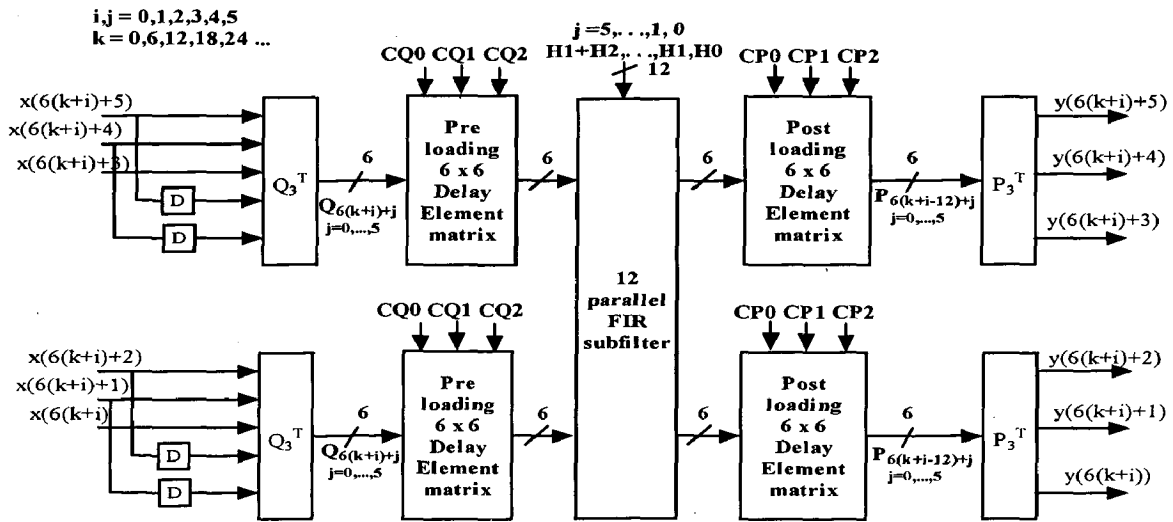 i,j = 0,1,2,3,4,5
k = 0,6,12,18,24 ...
j=5,. . .,1, 0
H1+H2,. . .,H1,H0
12
CQ0 CQ1 CQ2
CP0 CP1 CP2
x(6(k+i)+5)
x(6(k+i)+4)
x(6(k+i)+3)
D
D
Q₃ᵀ
6
Q6(k+i)+j
j=0,...,5
Pre
loading
6 x 6
Delay
Element
matrix
6
12
parallel
FIR
subfilter
6
Post
loading
6 x 6
Delay
Element
matrix
6
P6(k+i-12)+j
j=0,...,5
P₃ᵀ
y(6(k+i)+5)
y(6(k+i)+4)
y(6(k+i)+3)
CQ0 CQ1 CQ2
CP0 CP1 CP2
x(6(k+i)+2)
x(6(k+i)+1)
x(6(k+i)
D
D
Q₃ᵀ
6
Q6(k+i)+j
j=0,...,5
Pre
loading
6 x 6
Delay
Element
matrix
6
6
Post
loading
6 x 6
Delay
Element
matrix
6
P6(k+i-12)+j
j=0,...,5
P₃ᵀ
y(6(k+i)+2)
y(6(k+i)+1)
y(6(k+i))